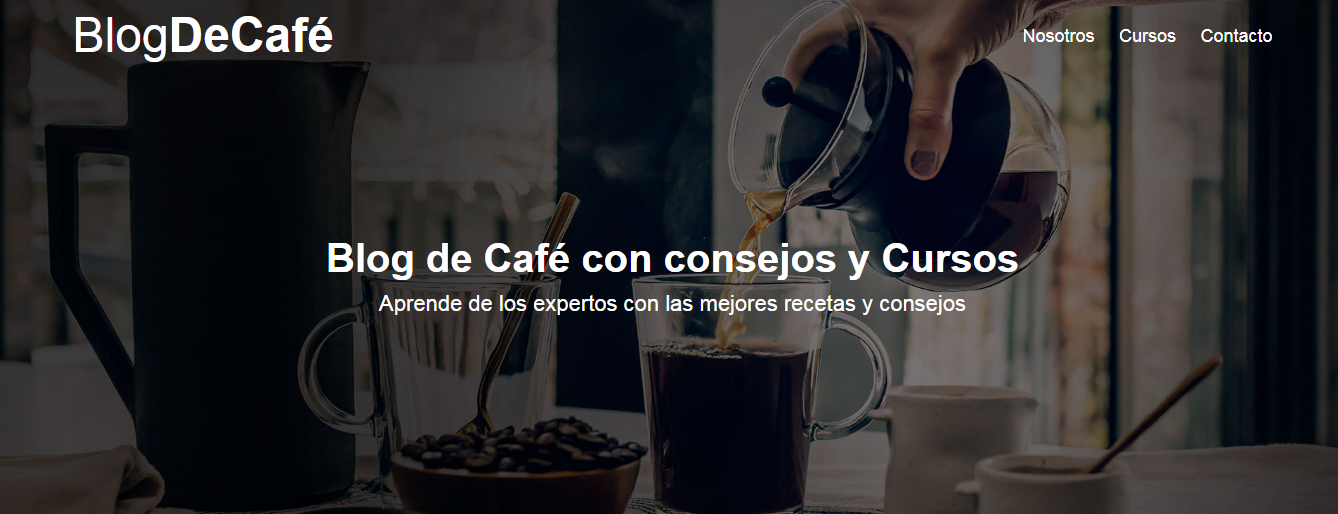 BlogDeCafé
Nosotros Cursos Contacto
Blog de Café con consejos y Cursos
Aprende de los expertos con las mejores recetas y consejos